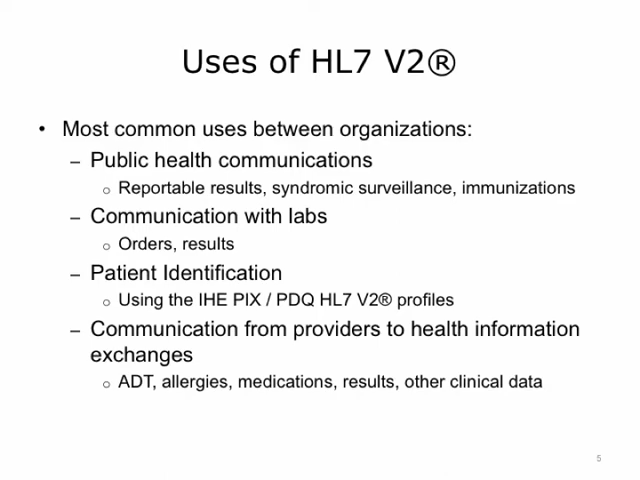 Uses of HL7 V2®
• Most common uses between organizations:
– Public health communications
o Reportable results, syndromic surveillance, immunizations
– Communication with labs
o Orders, results
– Patient Identification
o Using the IHE PIX / PDQ HL7 V2® profiles
– Communication from providers to health information
exchanges
o ADT, allergies, medications, results, other clinical data
5